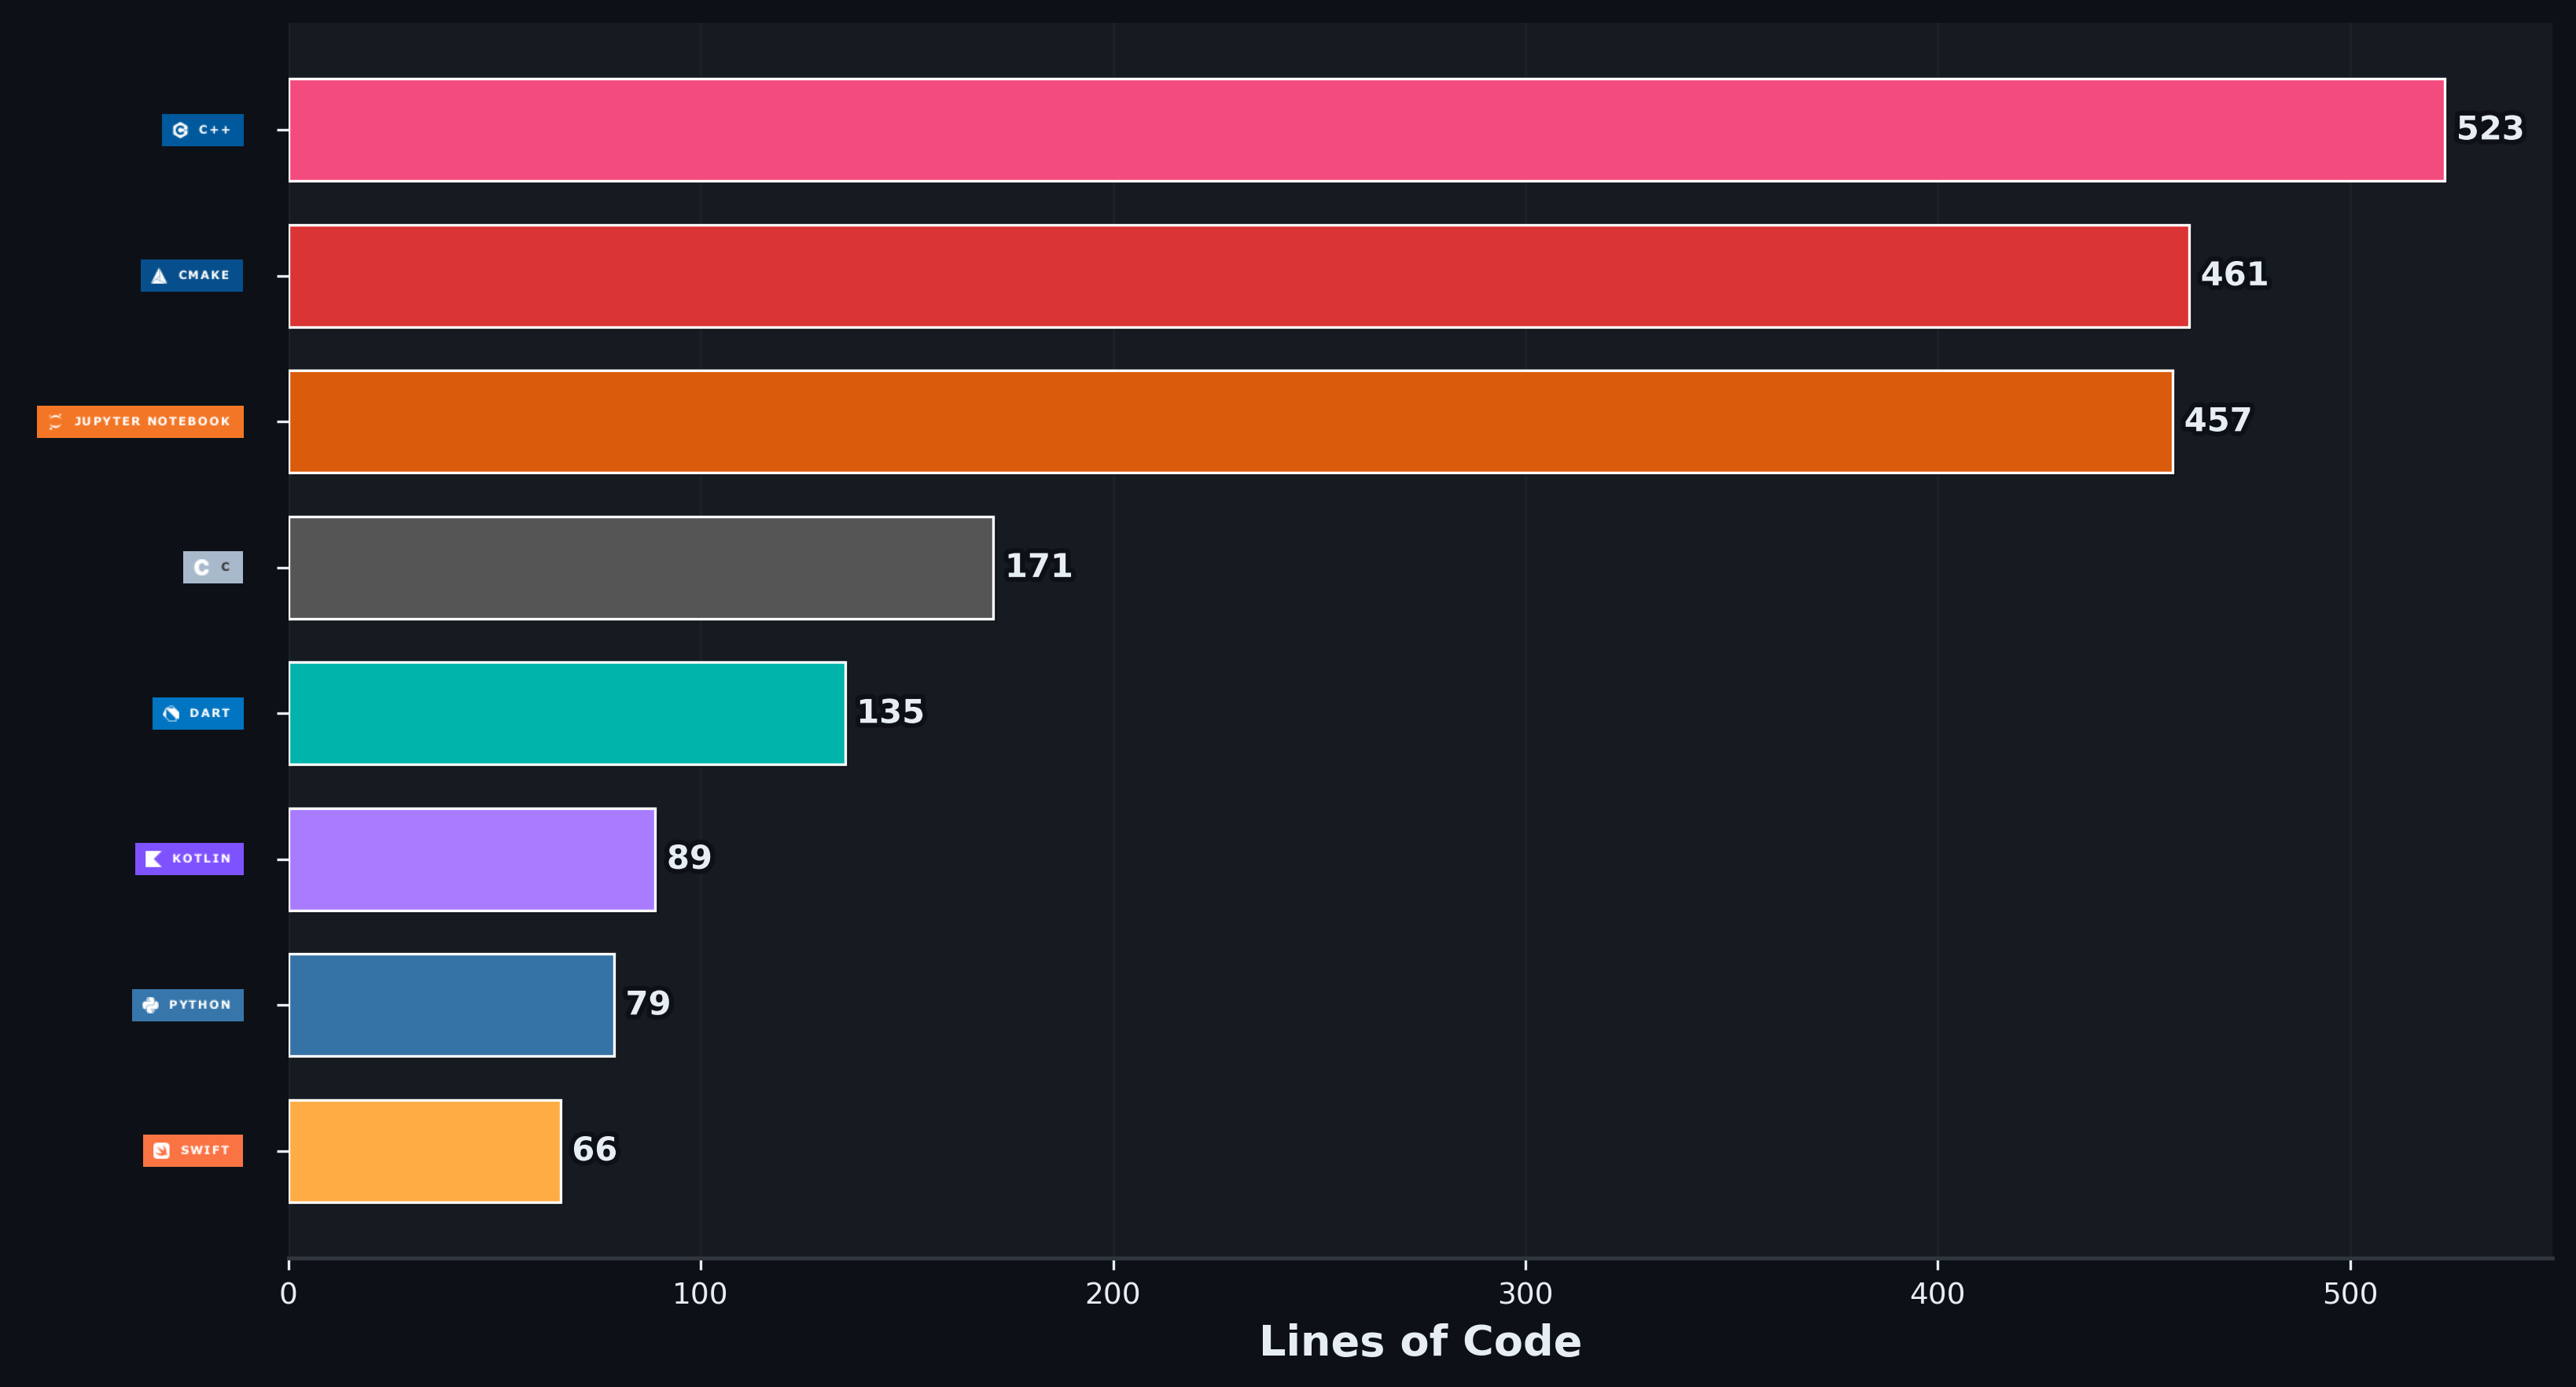 C++
523
CMAKE
461
JUPYTER NOTEBOOK
457
C
171
DART
135
KOTLIN
89
PYTHON
79
SWIFT
66
0 100 200 300 400 500
Lines of Code